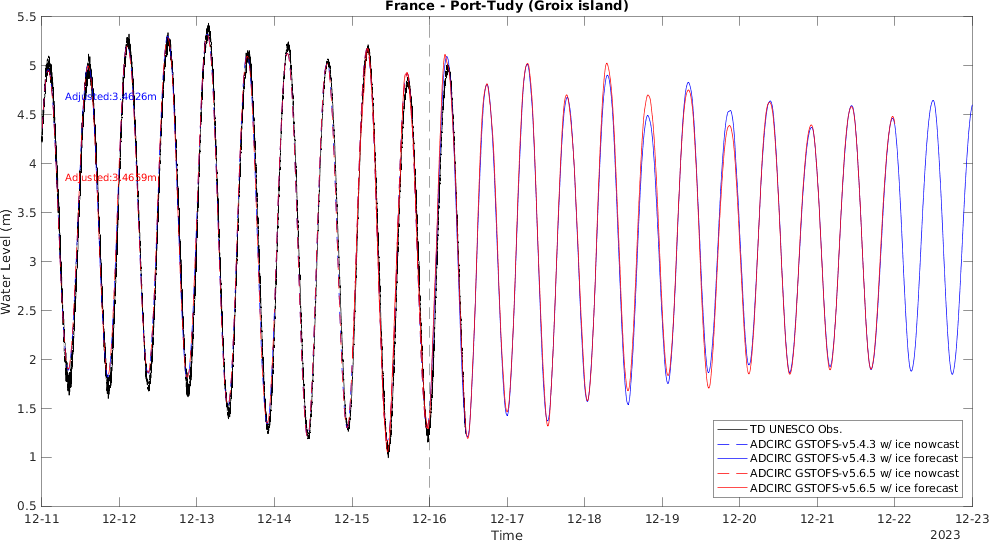 France - Port-Tudy (Groix island)
5.5
5
4.5
4
3.5
3
2.5
2
1.5
1
0.5
Water Level (m)
Adjusted:3.4626m
Adjusted:3.4659m
TD UNESCO Obs.
ADCIRC GSTOFS-v5.4.3 w/ ice nowcast
ADCIRC GSTOFS-v5.4.3 w/ ice forecast
ADCIRC GSTOFS-v5.6.5 w/ ice nowcast
ADCIRC GSTOFS-v5.6.5 w/ ice forecast
12-11 12-12 12-13 12-14 12-15 12-16 12-17 12-18 12-19 12-20 12-21 12-22 12-23
Time
2023